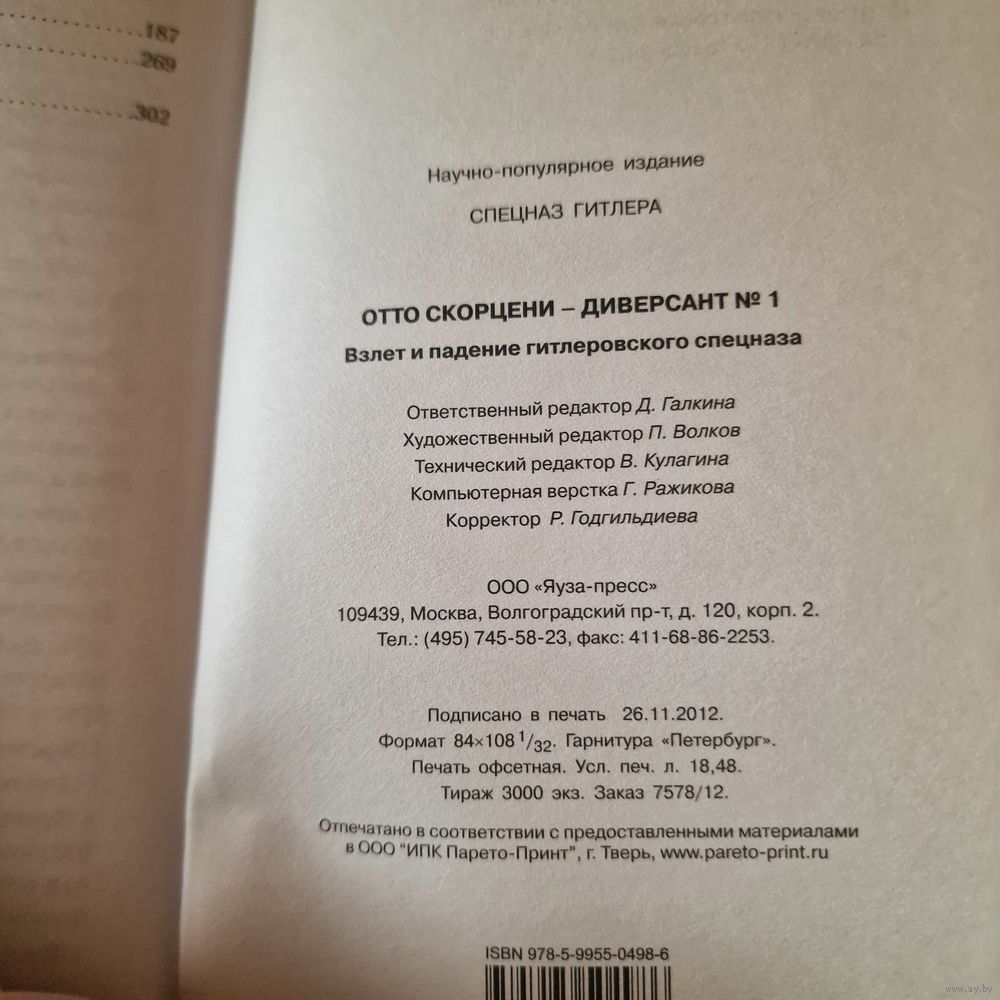 187
269
302
Научно-популярное издание
СПЕЦНАЗ ГИТЛЕРА
ОТТО СКОРЦЕНИ – ДИВЕРСАНТ № 1
Взлет и падение гитлеровского спецназа
Ответственный редактор Д. Галкина
Художественный редактор П. Волков
Технический редактор В. Кулагина
Компьютерная верстка Г. Ражикова
Корректор Р. Годгильдиева
ООО «Яуза-пресс»
109439, Москва, Волгоградский пр-т, д. 120, корп. 2.
Тел.: (495) 745-58-23, факс: 411-68-86-2253.
Подписано в печать 26.11.2012.
Формат 84×108 1/32. Гарнитура «Петербург».
Печать офсетная. Усл. печ. л. 18,48.
Тираж 3000 экз. Заказ 7578/12.
Отпечатано в соответствии с предоставленными материалами
в ООО "ИПК Парето-Принт", г. Тверь, www.pareto-print.ru
ISBN 978-5-9955-0498-6
www.ay.by